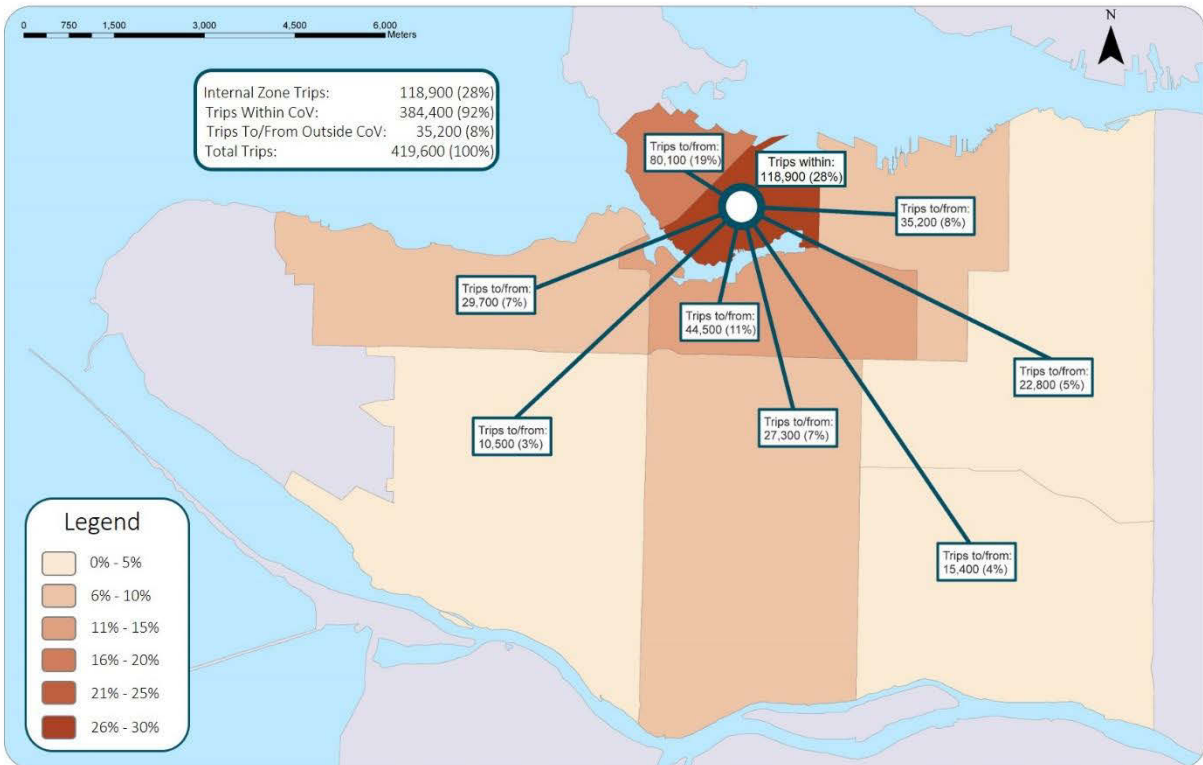 0 750 1,500 3,000 4,500 6,000
Meters
N
Internal Zone Trips: 118,900 (28%)
Trips Within CoV: 384,400 (92%)
Trips To/From Outside CoV: 35,200 (8%)
Total Trips: 419,600 (100%)
Trips to/from:
80,100 (19%)
Trips within:
118,900 (28%)
Trips to/from:
35,200 (8%)
Trips to/from:
29,700 (7%)
Trips to/from:
44,500 (11%)
Trips to/from:
22,800 (5%)
Trips to/from:
10,500 (3%)
Trips to/from:
27,300 (7%)
Trips to/from:
15,400 (4%)
Legend
0% - 5%
6% - 10%
11% - 15%
16% - 20%
21% - 25%
26% - 30%